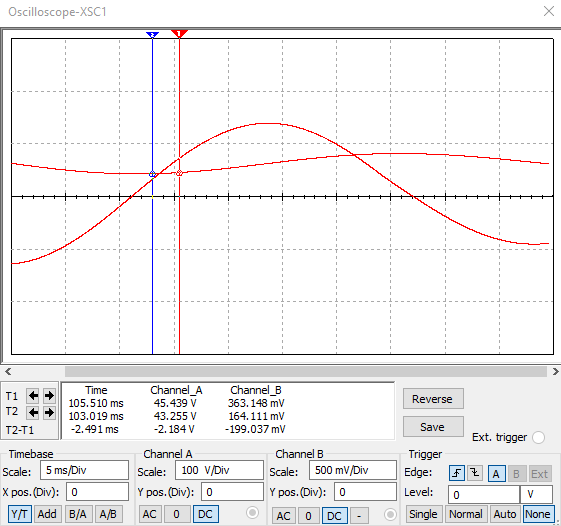 Oscilloscope-XSC1
2 1
T1
T2
T2-T1
Time Channel_A Channel_B
105.510 ms 45.439 V 363.148 mV
103.019 ms 43.255 V 164.111 mV
-2.491 ms -2.184 V -199.037 mV
Reverse
Save
Ext. trigger
Timebase
Scale: 5 ms/Div
X pos.(Div): 0
Y/T Add B/A A/B
Channel A
Scale: 100 V/Div
Y pos.(Div): 0
AC 0 DC
Channel B
Scale: 500 mV/Div
Y pos.(Div): 0
AC 0 DC -
Trigger
Edge: A B Ext
Level: 0 V
Single Normal Auto None